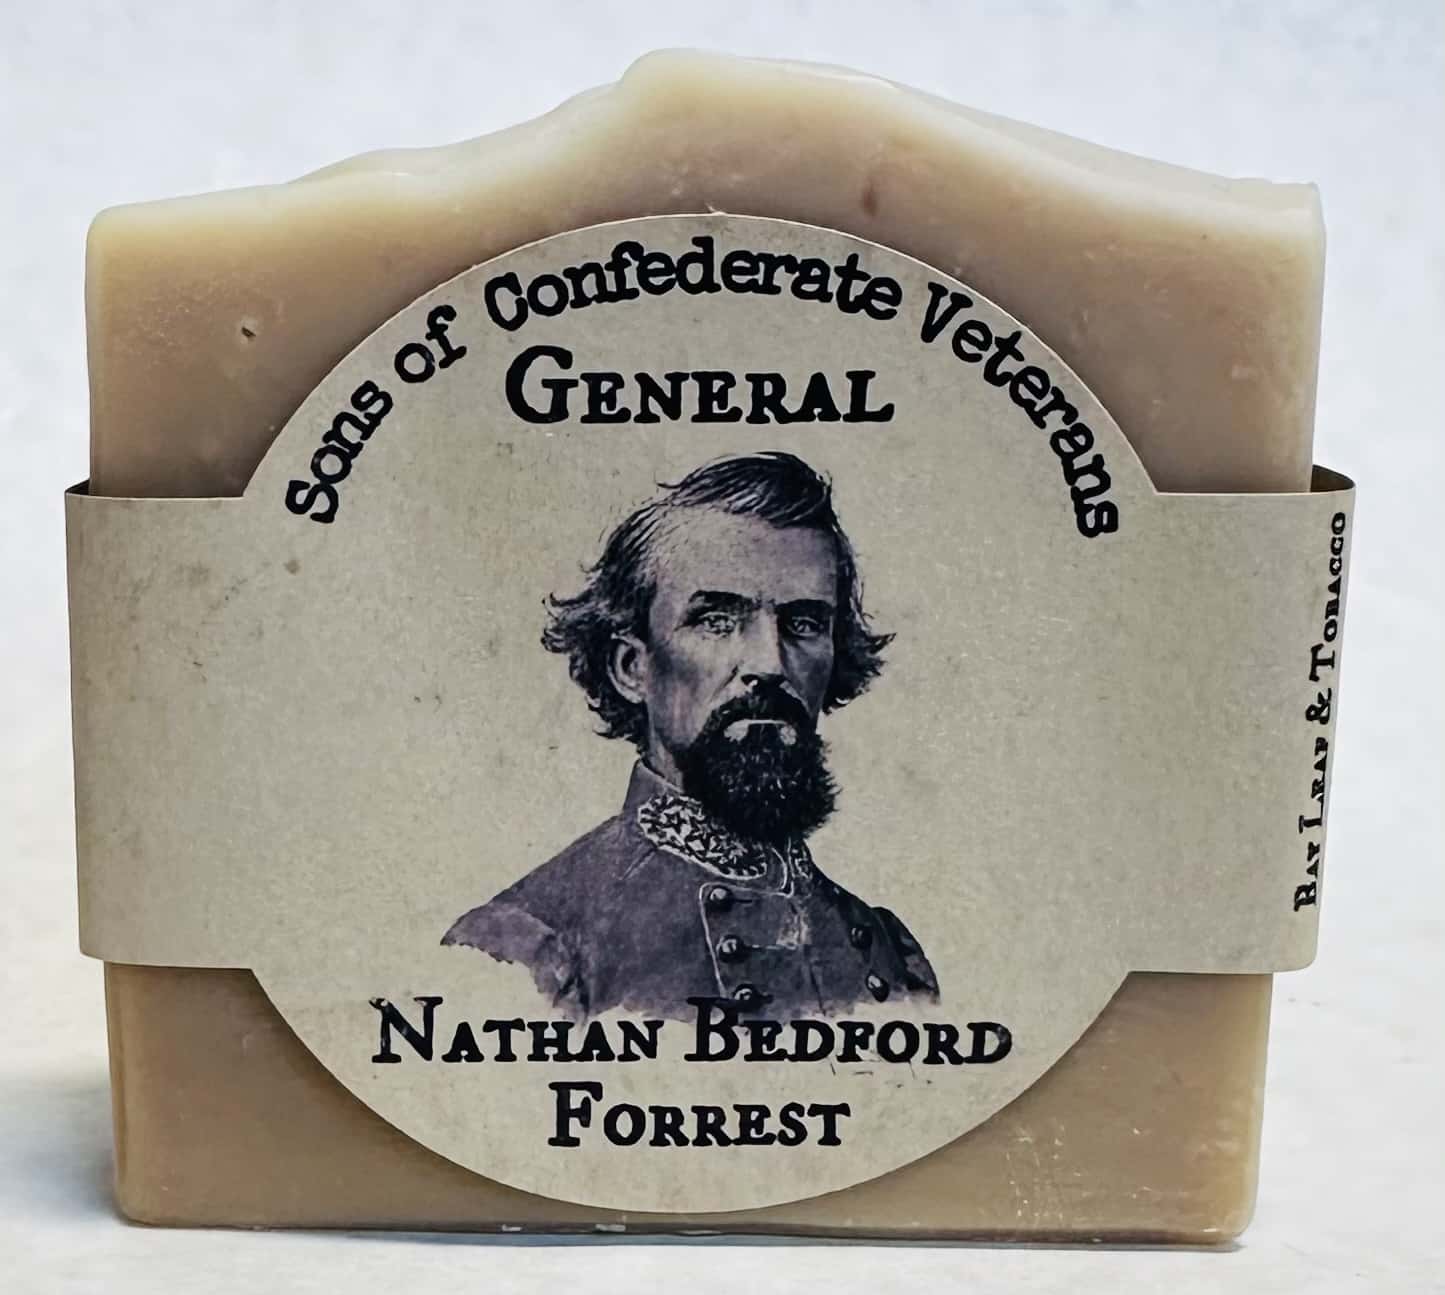 Sons of Confederate Veterans
GENERAL
NATHAN BEDFORD
FORREST
BAY LEAF & TOBACCO